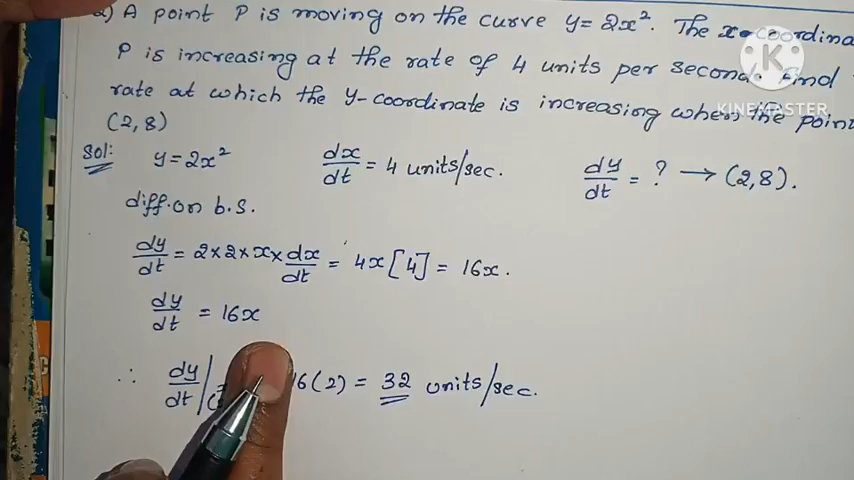 A point P is moving on the curve y = 2x². The x-coordina
P is increasing at the rate of 4 units per second. Find
rate at which the y-coordinate is increasing when the point
(2,8)
KINEMASTER
Sol: y = 2x² dx/dt = 4 units/sec. dy/dt = ? → (2,8).
diff. on b.s.
dy/dt = 2×2×x×dx/dt = 4x[4] = 16x.
dy/dt = 16x
∴ dy/dt| 16(2) = 32 units/sec.